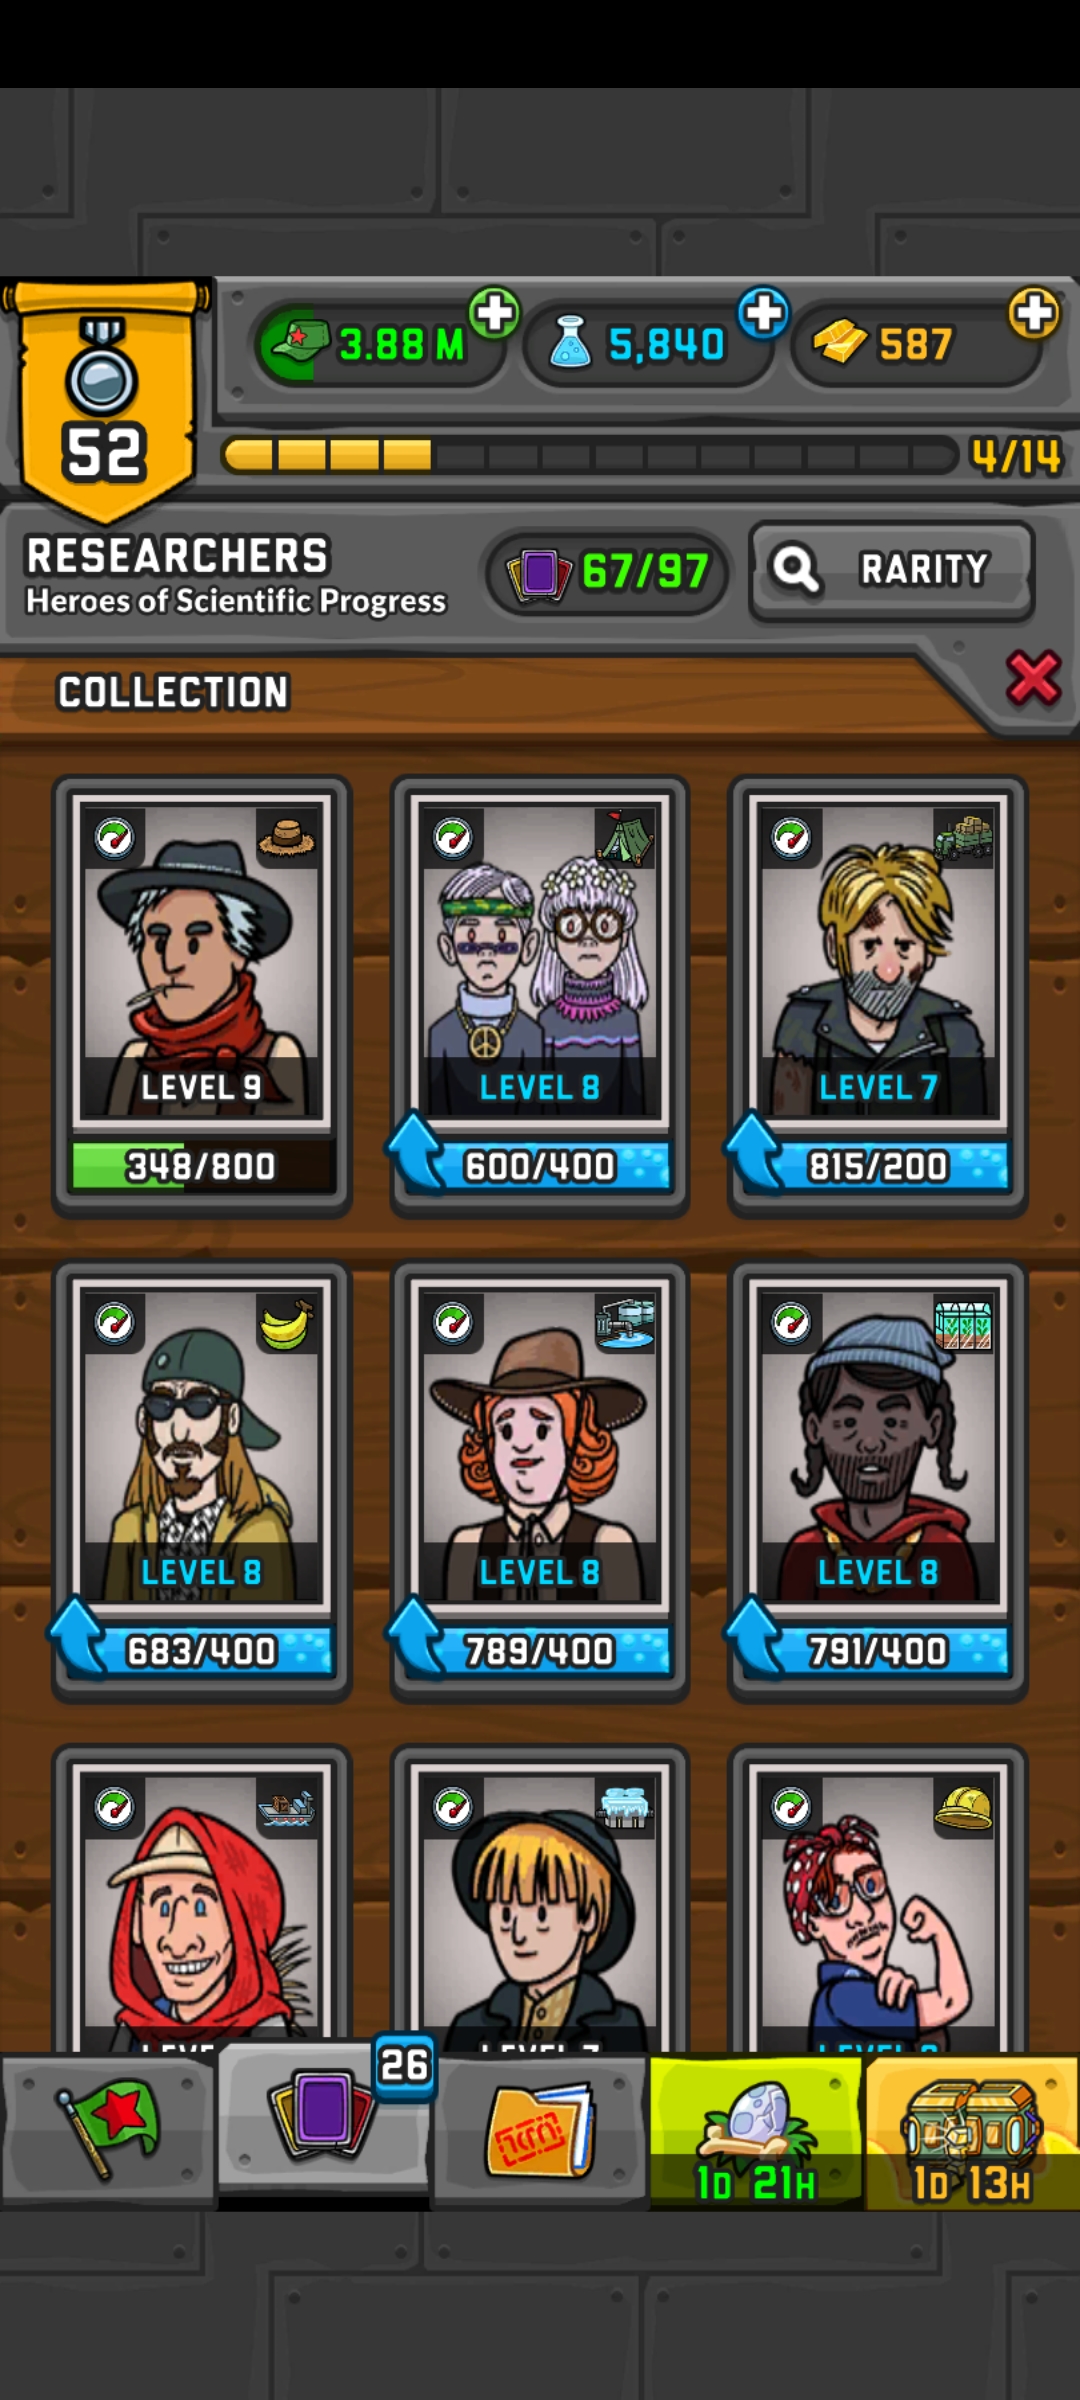 3.88 M
5,840
587
52
4/14
RESEARCHERS
Heroes of Scientific Progress
67/97
RARITY
COLLECTION
LEVEL 9
LEVEL 8
LEVEL 7
348/800
600/400
815/200
LEVEL 8
LEVEL 8
LEVEL 8
683/400
789/400
791/400
LEVEL 7
26
1D 21H
1D 13H